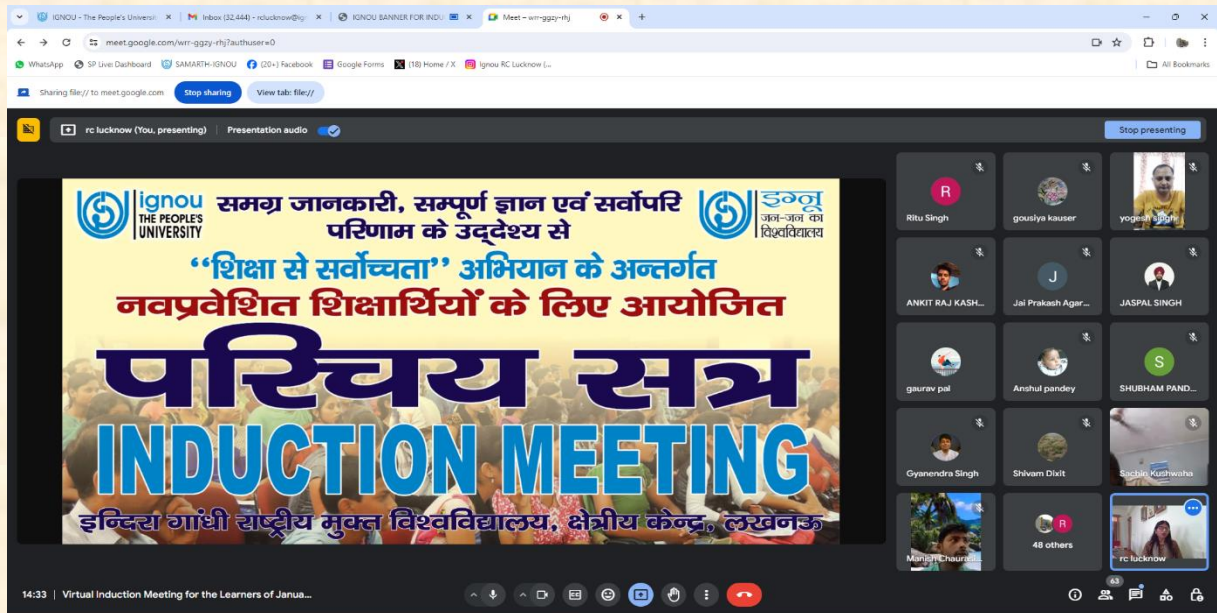 IGNOU - The People's Universit
Inbox (32,444) - rclucknow@ig
IGNOU BANNER FOR INDU
Meet – wrr-ggzy-rhj
meet.google.com/wrr-ggzy-rhj?authuser=0
WhatsApp
SP Live: Dashboard
SAMARTH-IGNOU
(20+) Facebook
Google Forms
(18) Home / X
Ignou RC Lucknow (...
All Bookmarks
Sharing file:// to meet.google.com
Stop sharing
View tab: file://
rc lucknow (You, presenting)
Presentation audio
Stop presenting
ignou
THE PEOPLE'S
UNIVERSITY
समग्र जानकारी, सम्पूर्ण ज्ञान एवं सर्वोपरि
परिणाम के उद्देश्य से
इग्नू
जन-जन का
विश्वविद्यालय
“शिक्षा से सर्वोच्चता” अभियान के अन्तर्गत
नवप्रवेशित शिक्षार्थियों के लिए आयोजित
परिचय सत्र
INDUCTION MEETING
इन्दिरा गांधी राष्ट्रीय मुक्त विश्वविद्यालय, क्षेत्रीय केन्द्र, लखनऊ
R
Ritu Singh
gousiya kauser
yogesh singh
ANKIT RAJ KASH...
J
Jai Prakash Agar...
JASPAL SINGH
gaurav pal
Anshul pandey
S
SHUBHAM PAND...
Gyanendra Singh
Shivam Dixit
Sachin Kushwaha
Manish Chauras...
R
48 others
rc lucknow
14:33
Virtual Induction Meeting for the Learners of Janua...
63